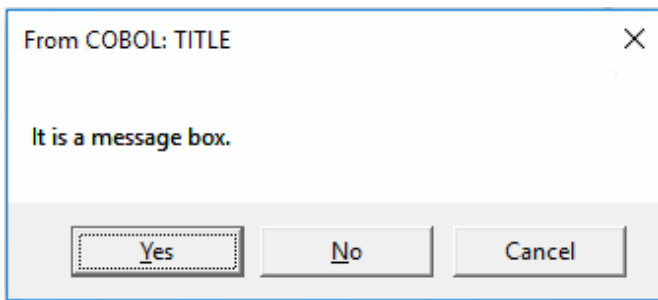 From COBOL: TITLE
It is a message box.
Yes No Cancel